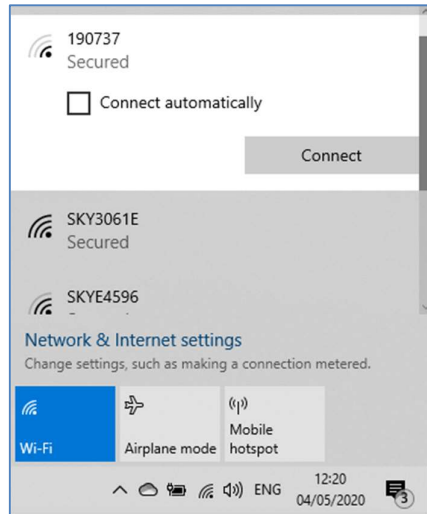 190737
Secured
Connect automatically
Connect
SKY3061E
Secured
SKYE4596
Network & Internet settings
Change settings, such as making a connection metered.
Wi-Fi
Airplane mode
Mobile
hotspot
ENG
12:20
04/05/2020
3